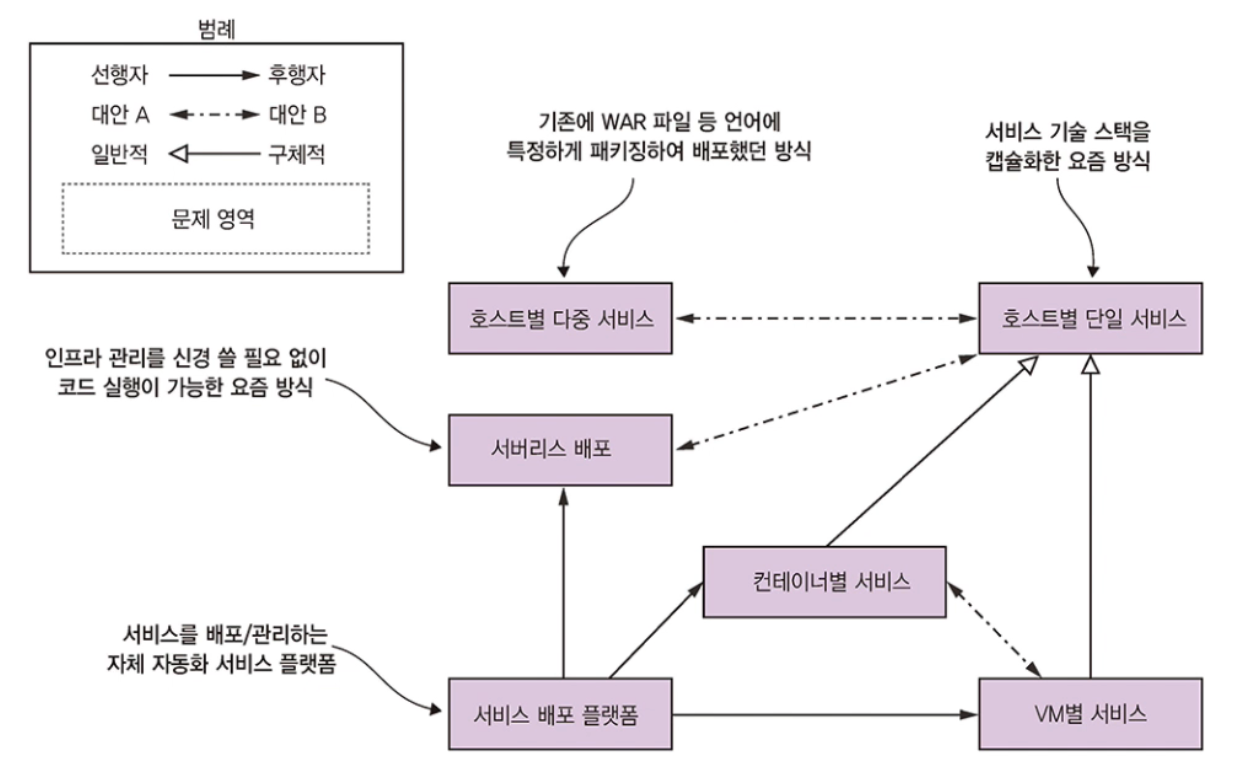 범례
선행자 후행자
대안 A 대안 B
일반적 구체적
문제 영역
기존에 WAR 파일 등 언어에
특정하게 패키징하여 배포했던 방식
서비스 기술 스택을
캡슐화한 요즘 방식
호스트별 다중 서비스
호스트별 단일 서비스
인프라 관리를 신경 쓸 필요 없이
코드 실행이 가능한 요즘 방식
서버리스 배포
컨테이너별 서비스
서비스를 배포/관리하는
자체 자동화 서비스 플랫폼
서비스 배포 플랫폼
VM별 서비스